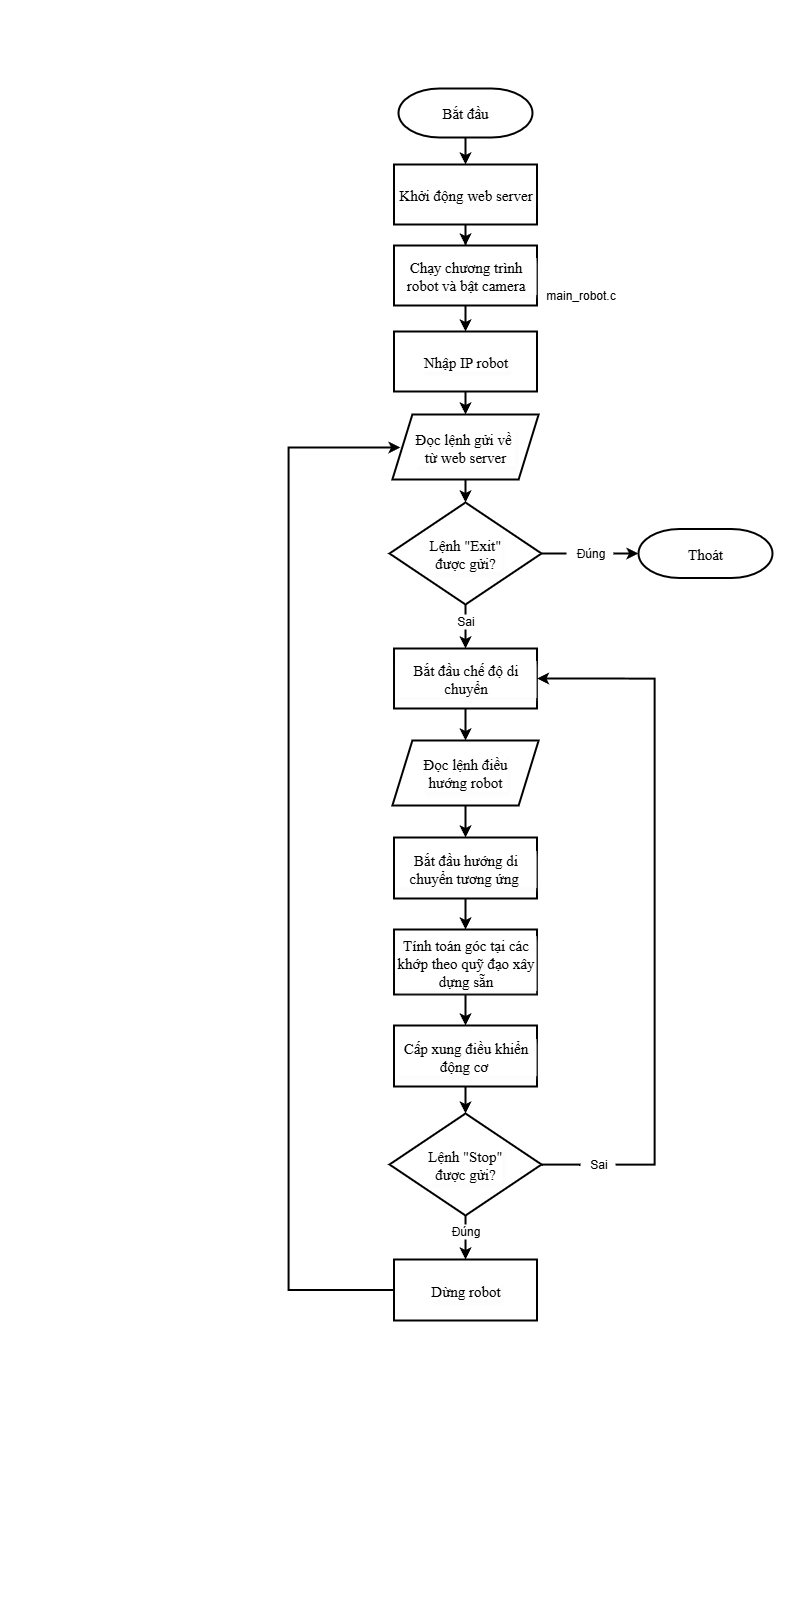 Bắt đầu
Khởi động web server
Chạy chương trình
robot và bật camera
main_robot.c
Nhập IP robot
Đọc lệnh gửi về
từ web server
Lệnh "Exit"
được gửi?
Đúng
Thoát
Sai
Bắt đầu chế độ di
chuyển
Đọc lệnh điều
hướng robot
Bắt đầu hướng di
chuyển tương ứng
Tính toán góc tại các
khớp theo quỹ đạo xây
dựng sẵn
Cấp xung điều khiển
động cơ
Lệnh "Stop"
được gửi?
Sai
Đúng
Dừng robot